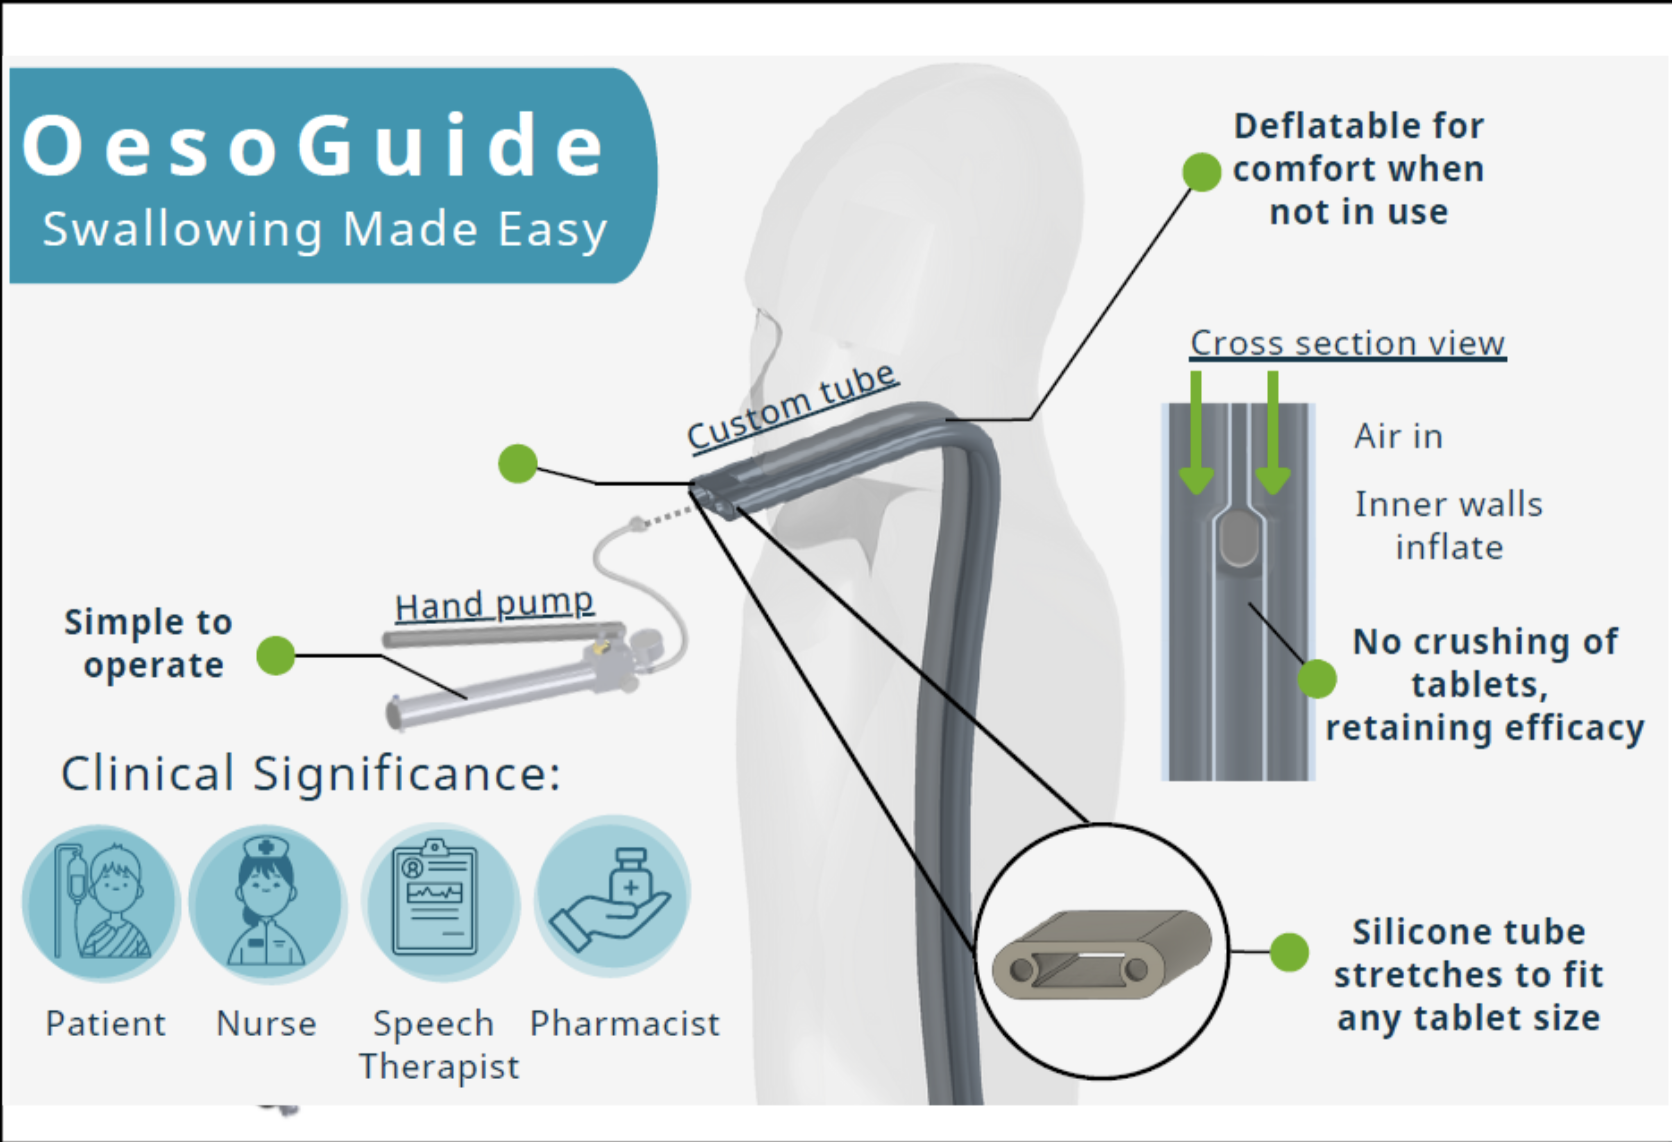 OesoGuide
Swallowing Made Easy
Deflatable for
comfort when
not in use
Cross section view
Custom tube
Air in
Inner walls
inflate
Hand pump
Simple to
operate
No crushing of
tablets,
retaining efficacy
Clinical Significance:
Patient
Nurse
Speech
Therapist
Pharmacist
Silicone tube
stretches to fit
any tablet size